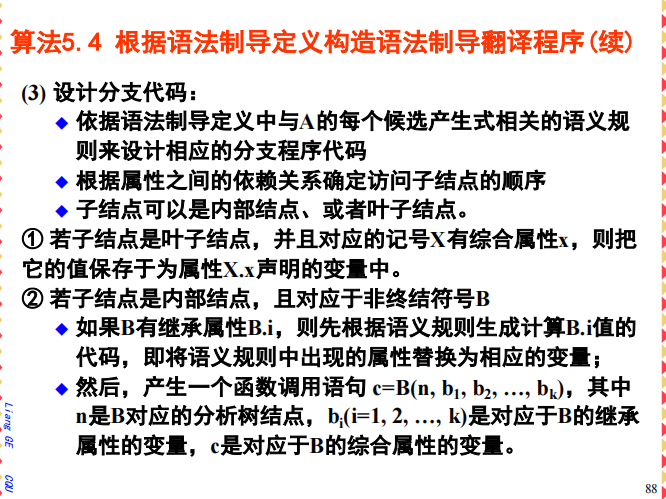 算法5.4 根据语法制导定义构造语法制导翻译程序(续)
(3) 设计分支代码：
◆ 依据语法制导定义中与A的每个候选产生式相关的语义规
则来设计相应的分支程序代码
◆ 根据属性之间的依赖关系确定访问子结点的顺序
◆ 子结点可以是内部结点、或者叶子结点。
① 若子结点是叶子结点，并且对应的记号X有综合属性x，则把
它的值保存于为属性X.x声明的变量中。
② 若子结点是内部结点，且对应于非终结符号B
◆ 如果B有继承属性B.i，则先根据语义规则生成计算B.i值的
代码，即将语义规则中出现的属性替换为相应的变量；
◆ 然后，产生一个函数调用语句 c=B(n, b1, b2, …, bk)，其中
n是B对应的分析树结点，bi(i=1, 2, …, k)是对应于B的继承
属性的变量，c是对应于B的综合属性的变量。
Liang GE CQU
88